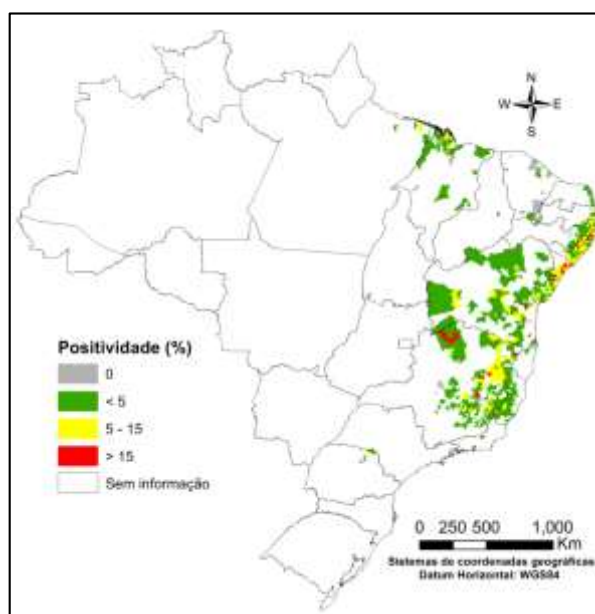 N
W E
S
Positividade (%)
0
< 5
5 - 15
> 15
Sem informação
0 250 500 1,000
Km
Sistemas de coordenadas geográficas
Datum Horizontal: WGS84